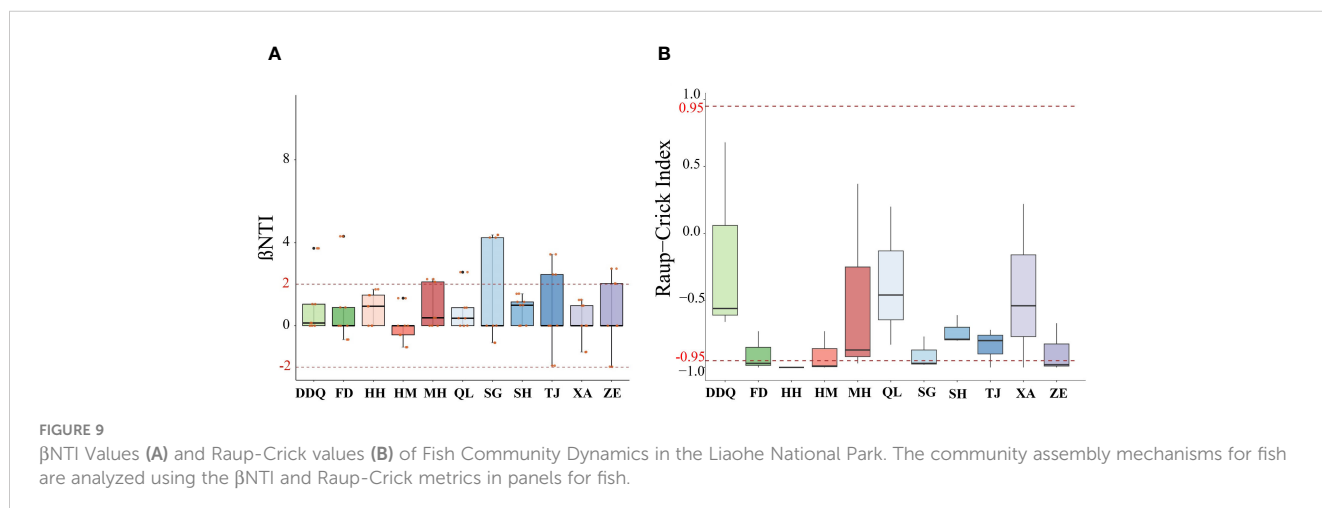 A
B
βNTI
8
4
2
0
-2
DDQ FD HH HM MH QL SG SH TJ XA ZE
Raup−Crick Index
1.0
0.95
0.5
0.0
−0.5
-0.95
−1.0
DDQ FD HH HM MH QL SG SH TJ XA ZE
FIGURE 9
βNTI Values (A) and Raup-Crick values (B) of Fish Community Dynamics in the Liaohe National Park. The community assembly mechanisms for fish
are analyzed using the βNTI and Raup-Crick metrics in panels for fish.